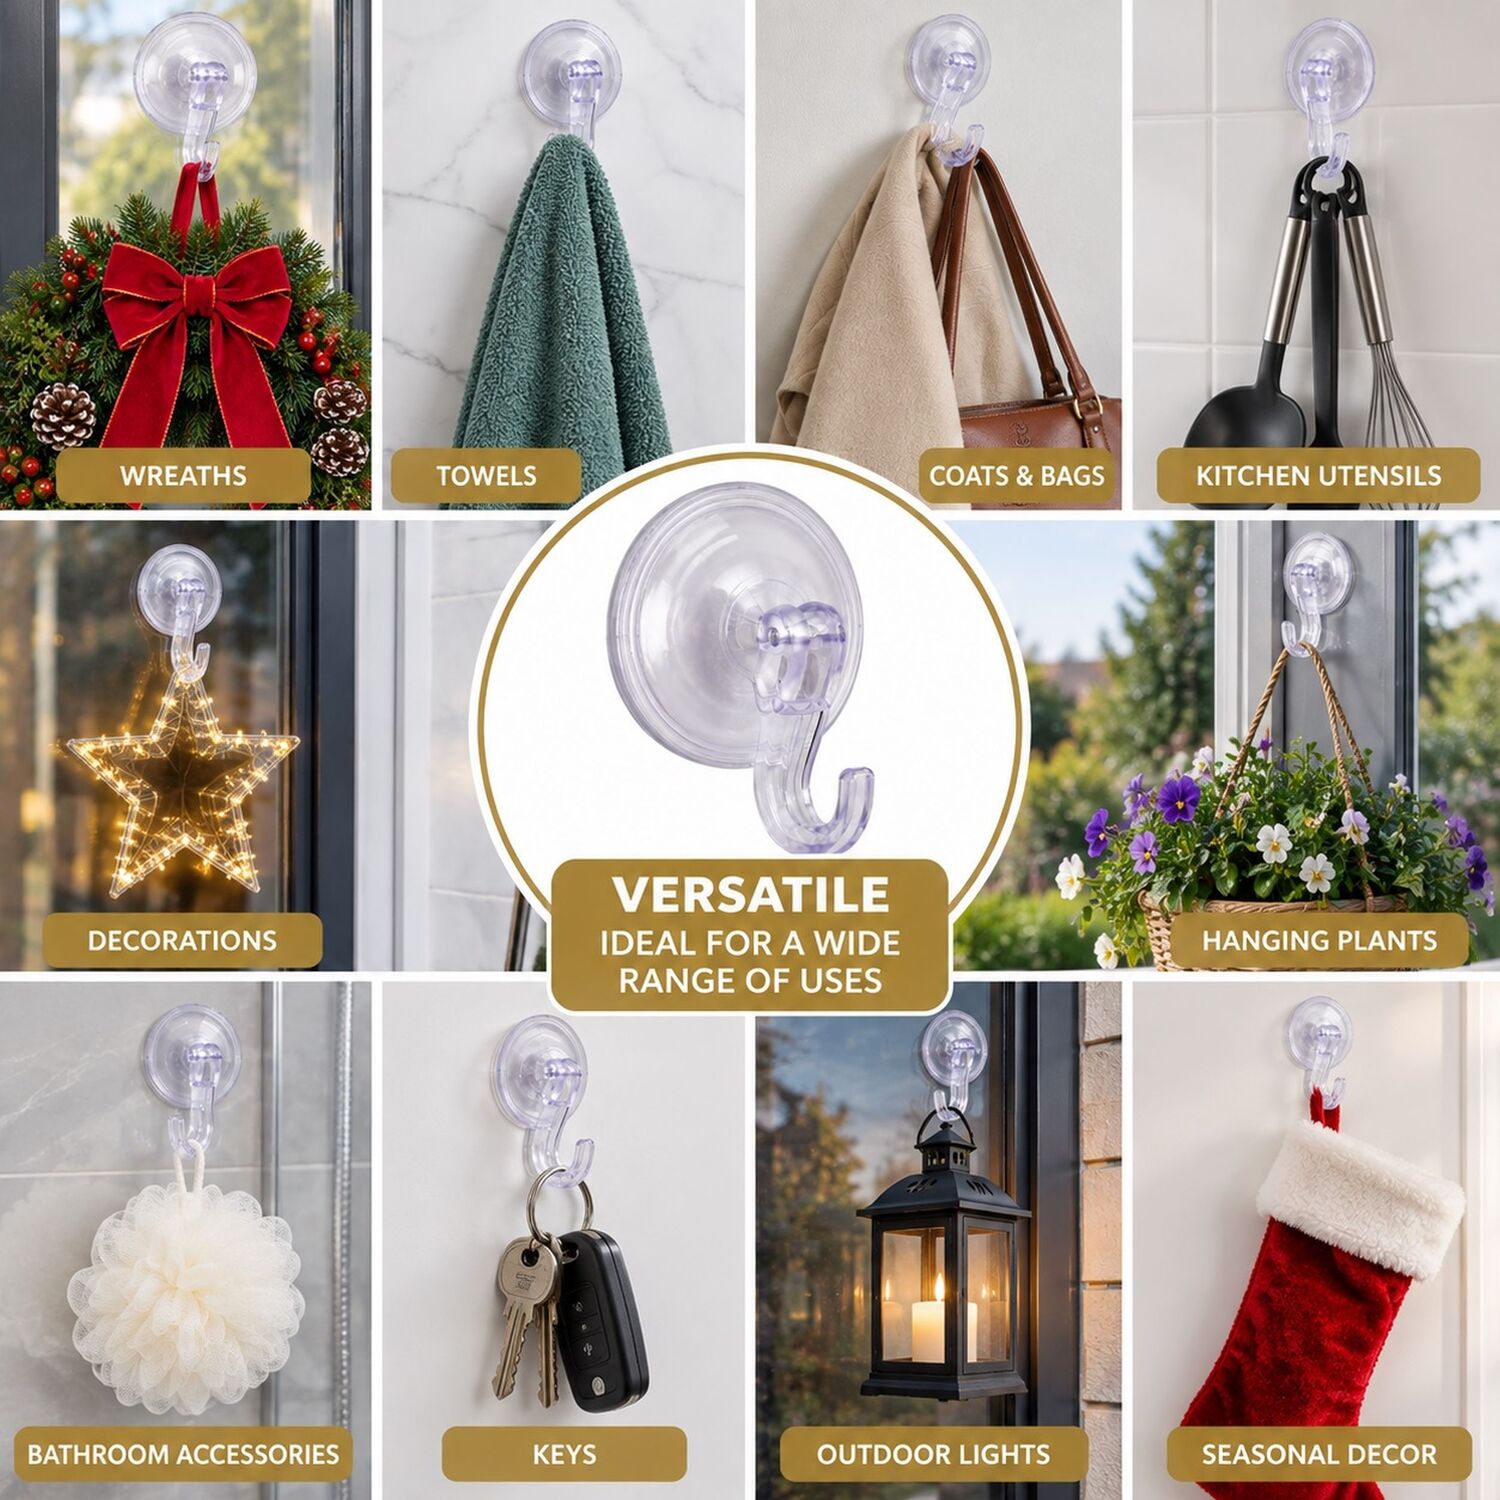 WREATHS
TOWELS
COATS & BAGS
KITCHEN UTENSILS
DECORATIONS
VERSATILE
IDEAL FOR A WIDE
RANGE OF USES
HANGING PLANTS
BATHROOM ACCESSORIES
KEYS
OUTDOOR LIGHTS
SEASONAL DECOR